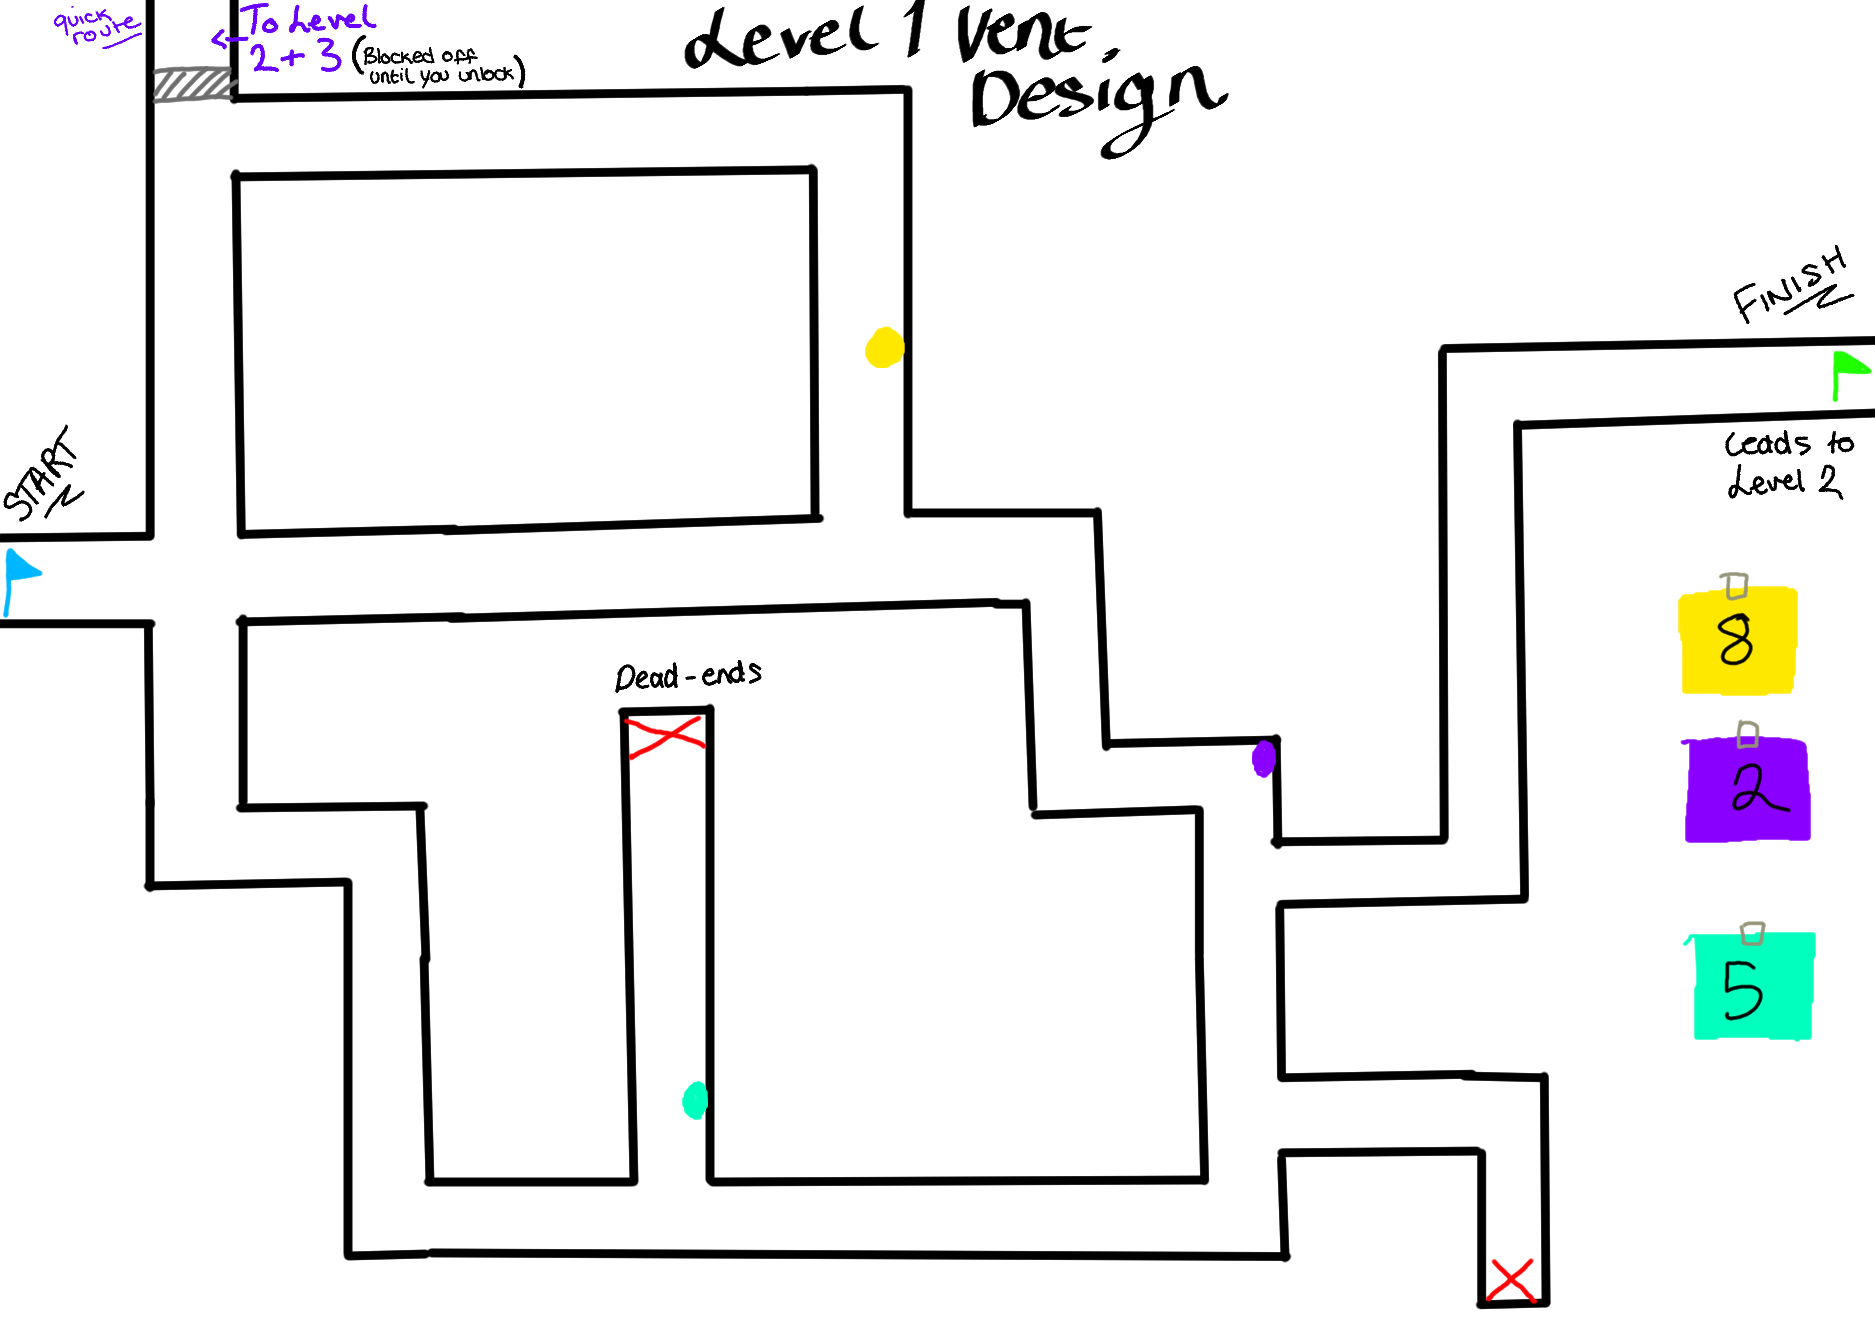 quick
route
←To Level
2 + 3 (Blocked off
until you unlock)
Level 1 Vent
Design
FINISH
Leads to
Level 2
START
Dead-ends
8
2
5